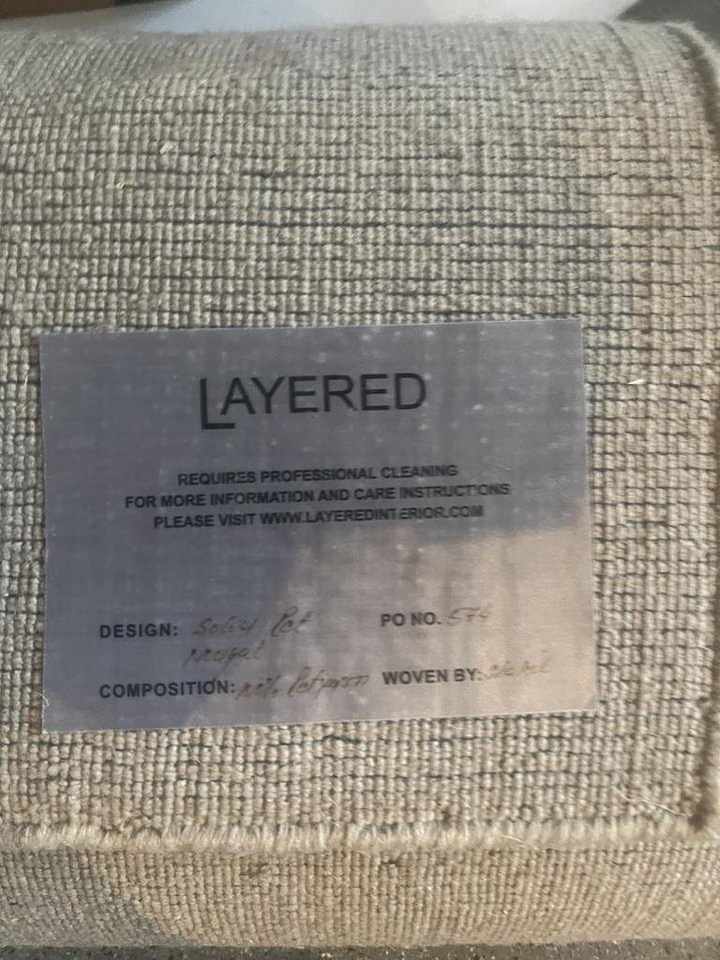 LAYERED
REQUIRES PROFESSIONAL CLEANING
FOR MORE INFORMATION AND CARE INSTRUCTIONS
PLEASE VISIT WWW.LAYEREDINTERIOR.COM
DESIGN: PO NO. 574
COMPOSITION: WOVEN BY: